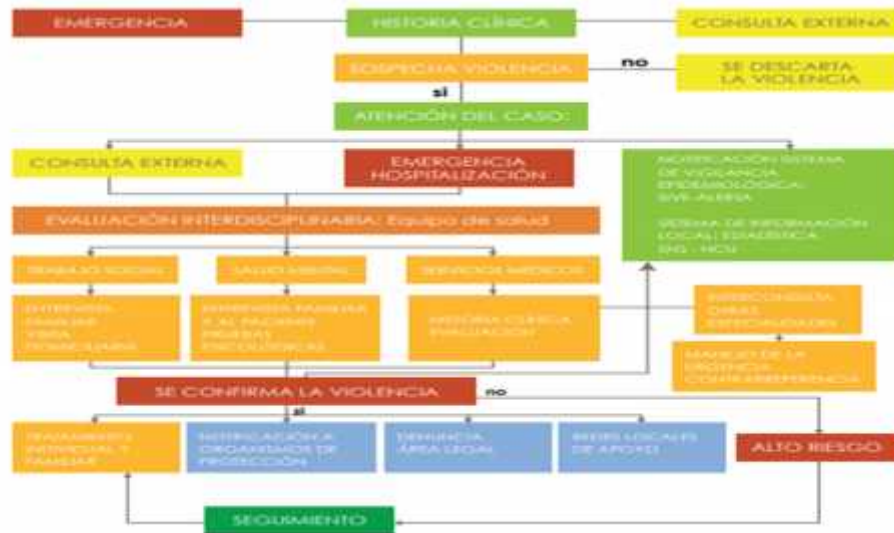 EMERGENCIA
HISTORIA CLÍNICA
CONSULTA EXTERNA
SOSPECHA VIOLENCIA
no
SE DESCARTA
LA VIOLENCIA
si
ATENCIÓN DEL CASO:
CONSULTA EXTERNA
EMERGENCIA
HOSPITALIZACIÓN
NOTIFICACIÓN SISTEMA
DE VIGILANCIA
EPIDEMIOLÓGICA:
SISTEMA DE INFORMACIÓN
LOCAL: ESTADÍSTICA
EVALUACIÓN INTERDISCIPLINARIA: Equipo de salud
TRABAJO SOCIAL
SALUD MENTAL
SERVICIOS MÉDICOS
ENTREVISTA
FAMILIAR
VISITA
DOMICILIARIA
ENTREVISTA FAMILIAR
Y AL PACIENTE
PRUEBAS
PSICOLÓGICAS
HISTORIA CLÍNICA
EVALUACIÓN
INTERCONSULTA
OTRAS
ESPECIALIDADES
MANEJO DE LA
URGENCIA
CONTRARREFERENCIA
SE CONFIRMA LA VIOLENCIA
no
si
TRATAMIENTO
INDIVIDUAL Y
FAMILIAR
NOTIFICACIÓN A
ORGANISMOS DE
PROTECCIÓN
DENUNCIA
ÁREA LEGAL
REDES LOCALES
DE APOYO
ALTO RIESGO
SEGUIMIENTO